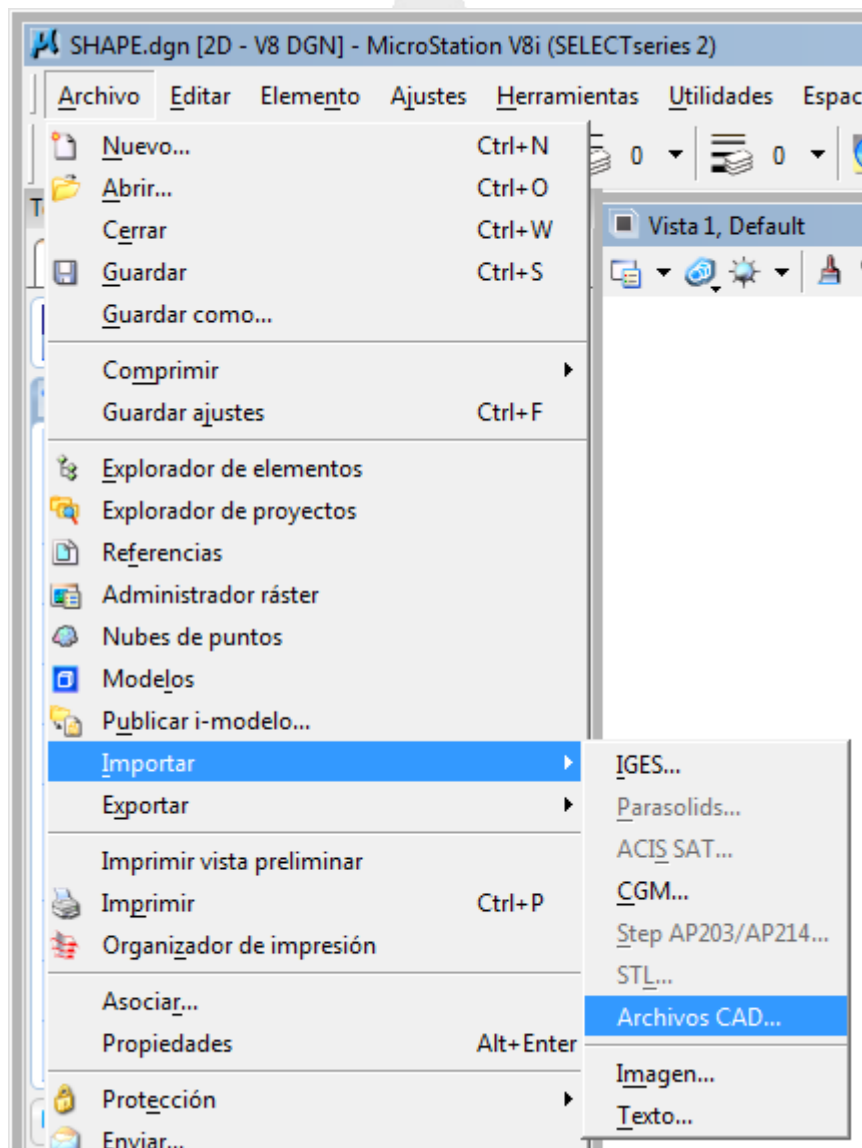 SHAPE.dgn [2D - V8 DGN] - MicroStation V8i (SELECTseries 2)
Archivo Editar Elemento Ajustes Herramientas Utilidades
0 0
Nuevo... Ctrl+N
Abrir... Ctrl+O
Cerrar Ctrl+W
Vista 1, Default
Guardar Ctrl+S
Guardar como...
Comprimir
Guardar ajustes Ctrl+F
Explorador de elementos
Explorador de proyectos
Referencias
Administrador ráster
Nubes de puntos
Modelos
Publicar i-modelo...
Importar
Exportar
Imprimir vista preliminar
Imprimir Ctrl+P
Organizador de impresión
Asociar...
Propiedades Alt+Enter
Protección
Enviar...
IGES...
Parasolids...
ACIS SAT...
CGM...
Step AP203/AP214...
STL...
Archivos CAD...
Imagen...
Texto...